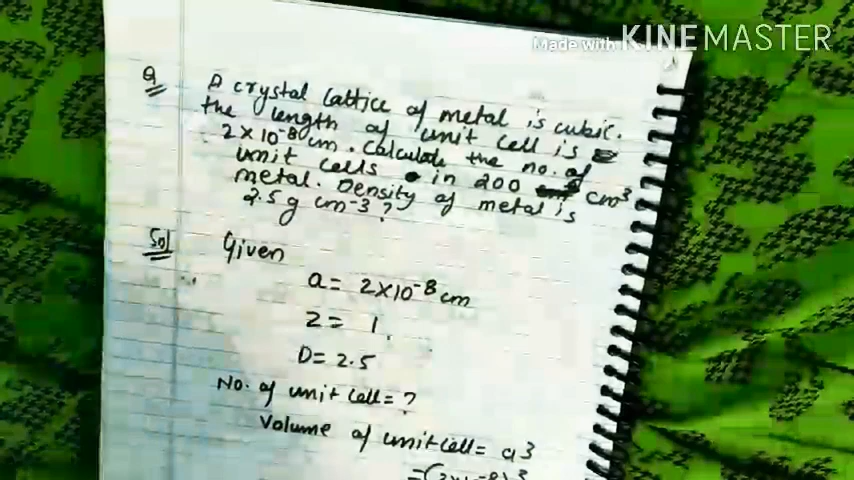 Made with KINEMASTER
Q A crystal lattice of metal is cubic.
the length of unit cell is
2×10-8 cm. Calculate the no. of
unit cells in 200 cm3
metal. Density of metal is
2.5 g cm-3?
Sol Given
a = 2×10-8 cm
Z = 1.
D = 2.5
No. of unit cell = ?
Volume of unit cell = a3